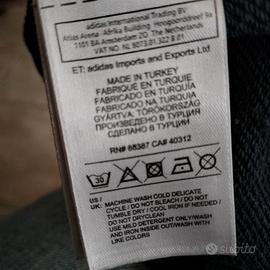 adidas International Trading BV
Atlas Arena Africa Building Hoogoorddreef 9a
1101 BA Amsterdam ZO The Netherlands
VAT NO NL 8073.01.322 B 01
ET: adidas Imports and Exports Ltd
MADE IN TURKEY
FABRIQUÉ EN TURQUIE
FABRICADO EN TURQUÍA
FABRICADO NA TURQUIA
GYÁRTVA: TÖRÖKORSZÁG
ПРОИЗВЕДЕНО В ТУРЦИЯ
СДЕЛАНО В ТУРЦИИ
RN# 88387 CA# 40312
30
US /
UK: MACHINE WASH COLD DELICATE
CYCLE / DO NOT BLEACH / DO NOT
TUMBLE DRY / COOL IRON IF NEEDED /
DO NOT DRYCLEAN
USE MILD DETERGENT ONLY/WASH
AND IRON INSIDE OUT/WASH WITH
LIKE COLORS
subito